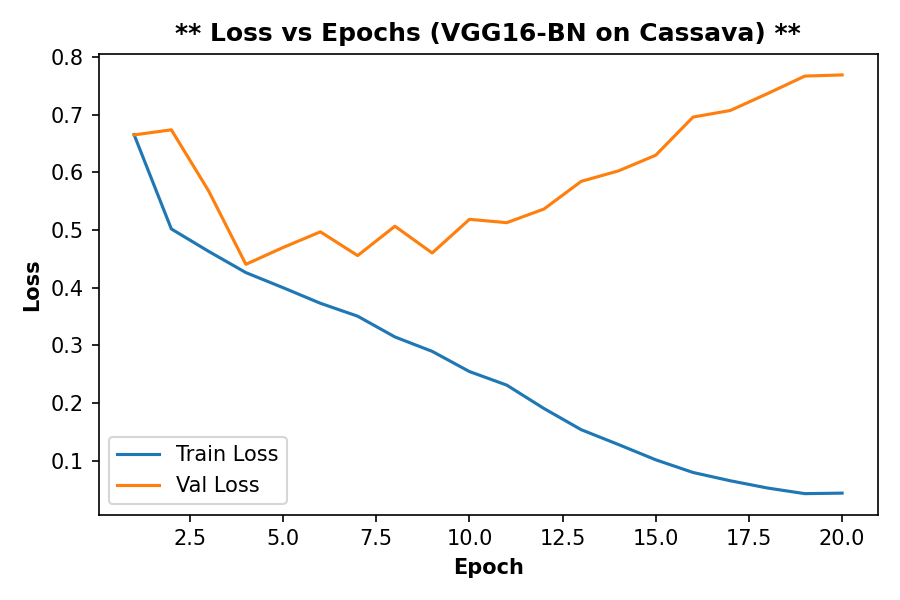 ** Loss vs Epochs (VGG16-BN on Cassava) **
0.8
0.7
0.6
0.5
0.4
0.3
0.2
0.1
Loss
Train Loss
Val Loss
2.5 5.0 7.5 10.0 12.5 15.0 17.5 20.0
Epoch